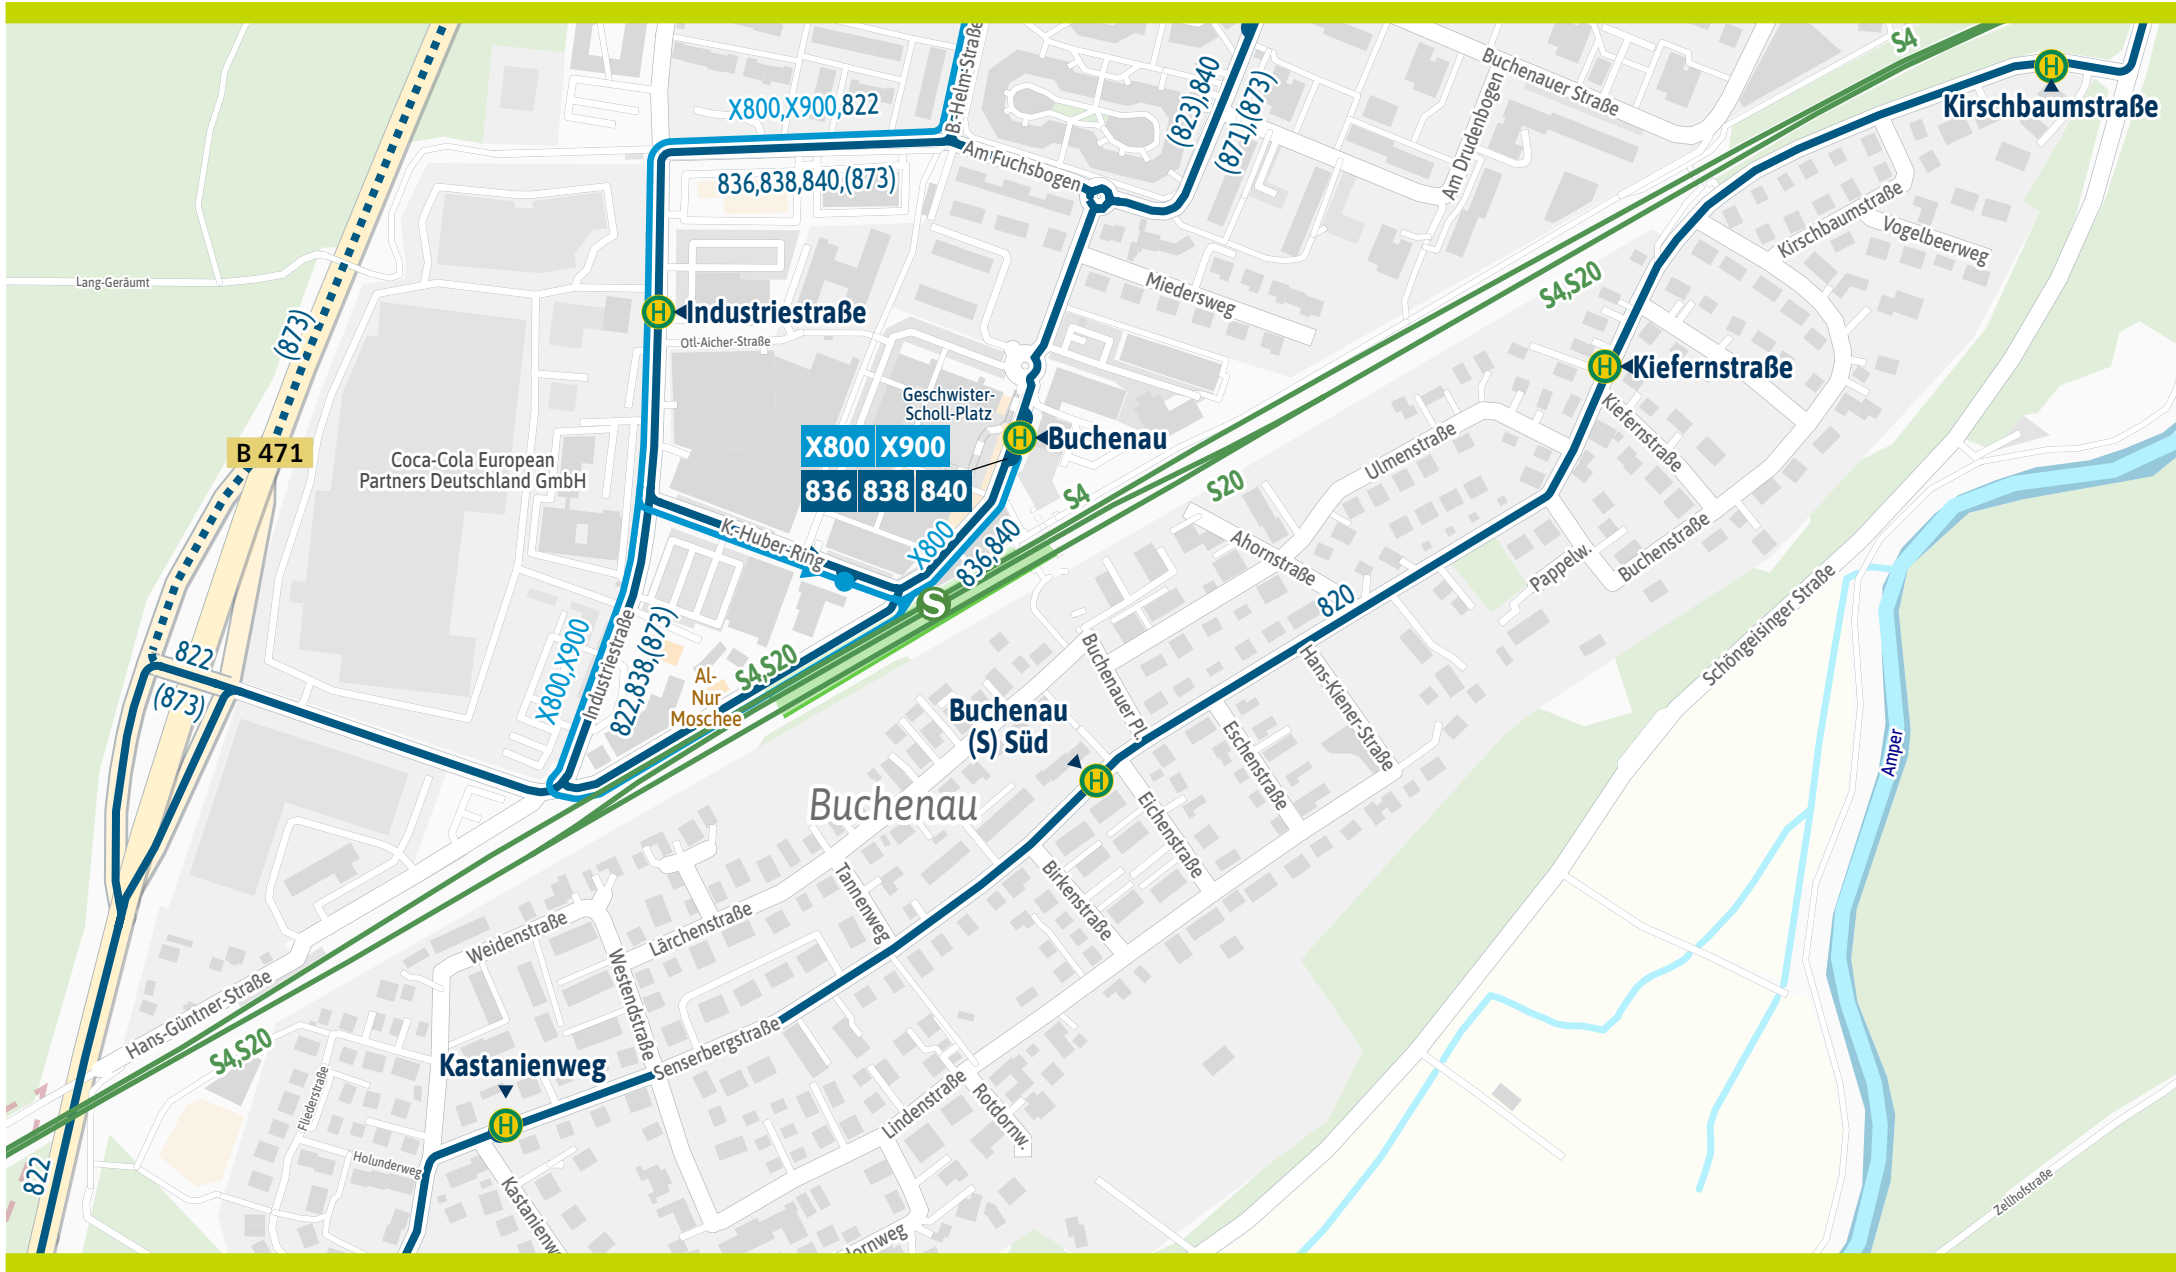 S4
B.-Helm-Straße
Buchenauer Straße
(823),840
(871),(873)
Kirschbaumstraße
X800,X900,822
836,838,840,(873)
Am Fuchsbogen
Am Drudenbogen
Kirschbaumstraße
Vogelbeerweg
Lang-Geräumt
Miedersweg
S4,S20
(873)
H
Industriestraße
Otl-Aicher-Straße
H
Kiefernstraße
Kiefernstraße
Geschwister-
Scholl-Platz
H
Buchenau
X800 X900
836 838 840
B 471
Coca-Cola European
Partners Deutschland GmbH
Ulmenstraße
S4
S20
K.-Huber-Ring
X800
836,840
Ahornstraße
Buchenstraße
Pappelw.
820
Schöngeisinger Straße
S
822
(873)
X800,X900
Industriestraße
822,838,(873)
S4,S20
Al-
Nur
Moschee
Buchenauer Pl.
Hans-Kiener-Straße
Buchenau
(S) Süd
H
Eschenstraße
Amper
Buchenau
Eichenstraße
Birkenstraße
Tannenweg
Lärchenstraße
Weidenstraße
Westendstraße
Hans-Güntner-Straße
S4,S20
Senserbergstraße
Kastanienweg
H
Fliederstraße
Holunderweg
Lindenstraße
Rotdornw.
822
Kastanienwe
dornweg
Zellhofstraße
H